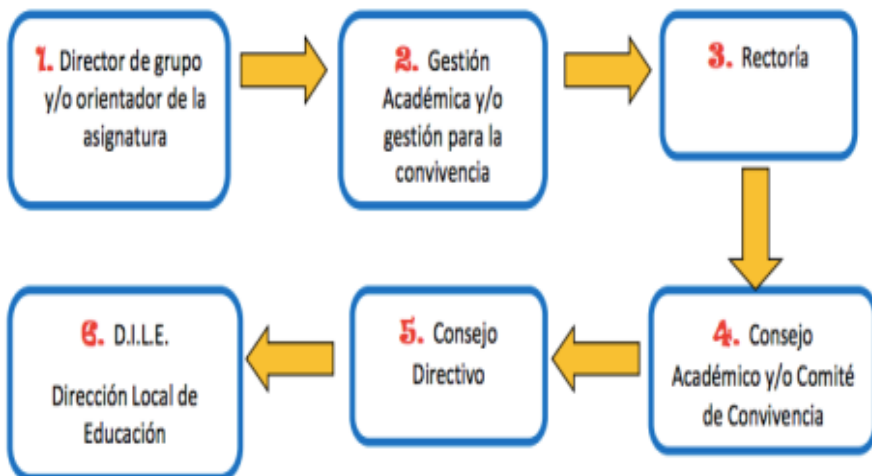 1. Director de grupo
y/o orientador de la
asignatura
2. Gestión
Académica y/o
gestión para la
convivencia
3. Rectoría
4. Consejo
Académico y/o Comité
de Convivencia
5. Consejo
Directivo
6. D.I.L.E.
Dirección Local de
Educación